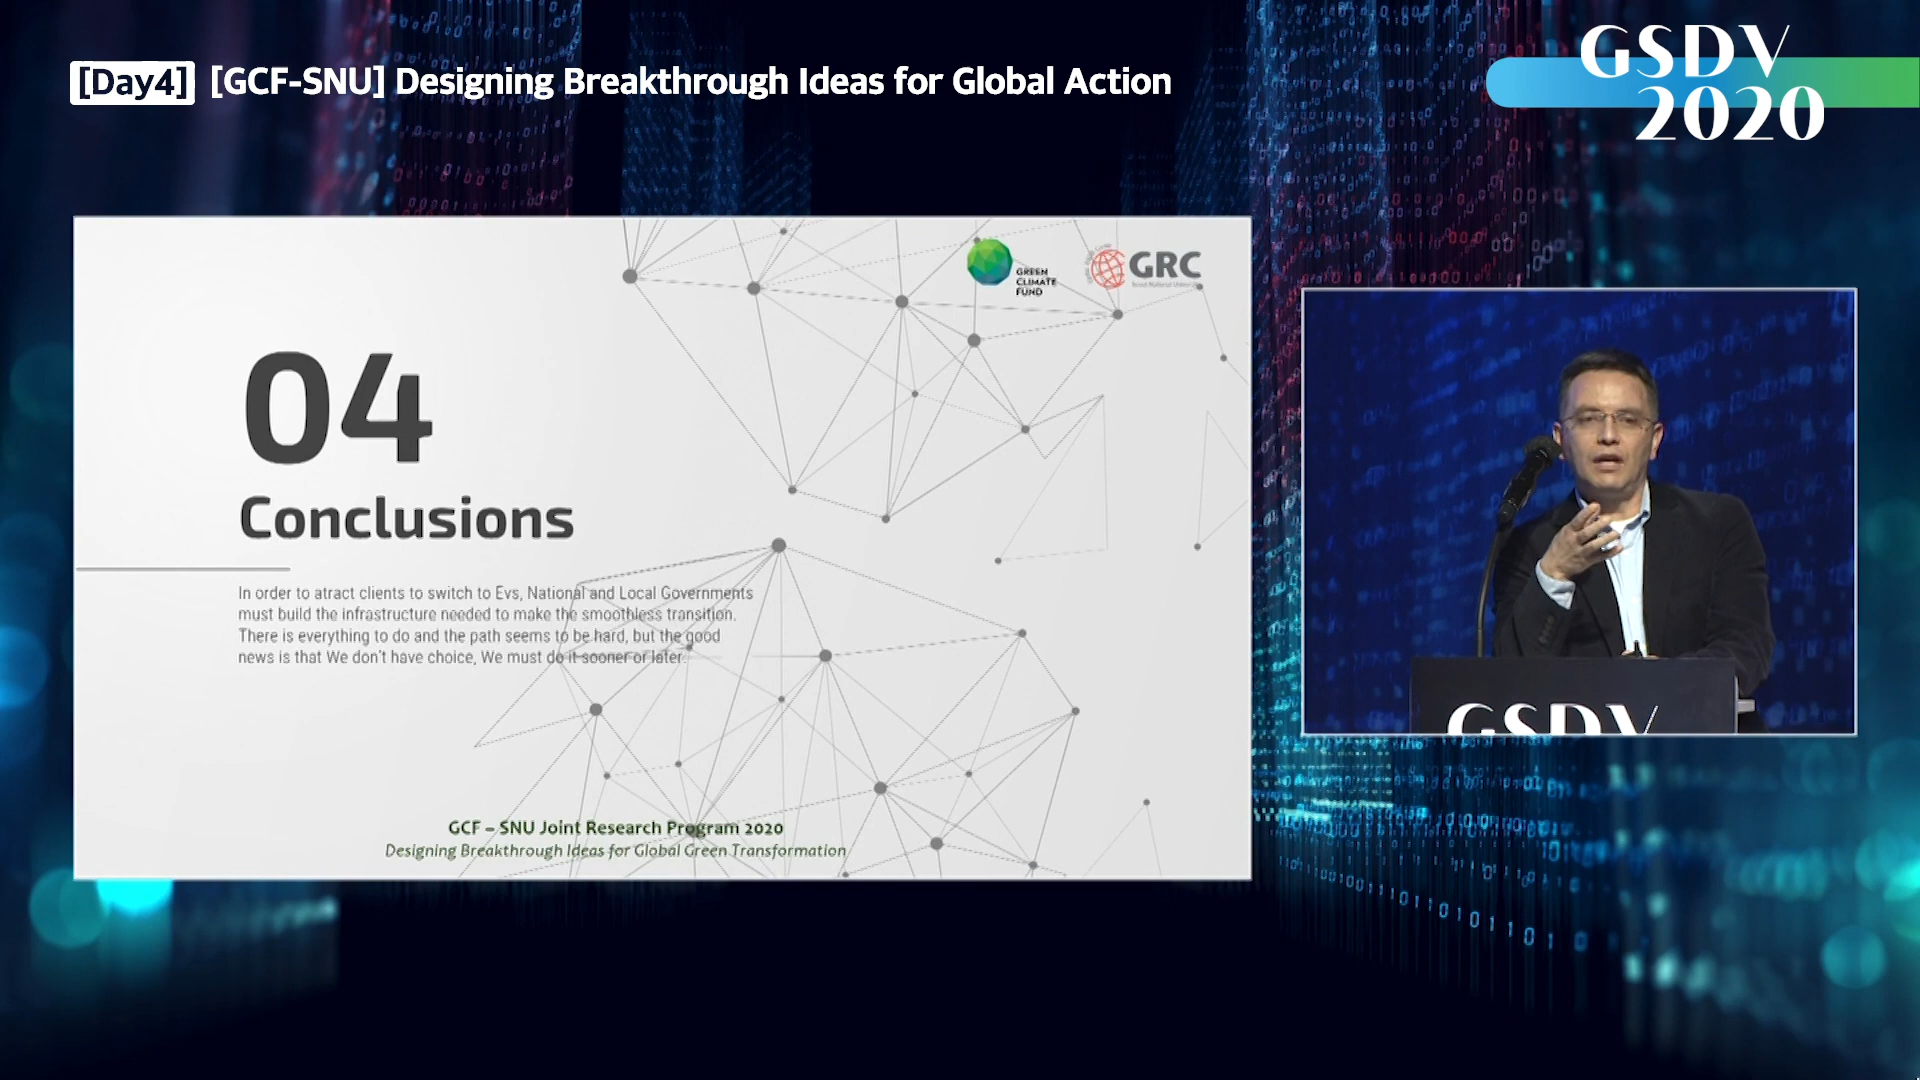 [Day4] [GCF-SNU] Designing Breakthrough Ideas for Global Action
GSDV
2020
GREEN
CLIMATE
FUND
GRC
Seoul National University
04
Conclusions
In order to atract clients to switch to Evs, National and Local Governments
must build the infrastructure needed to make the smoothless transition.
There is everything to do and the path seems to be hard, but the good
news is that We don't have choice, We must do it sooner or later.
GCF – SNU Joint Research Program 2020
Designing Breakthrough Ideas for Global Green Transformation
GSDV